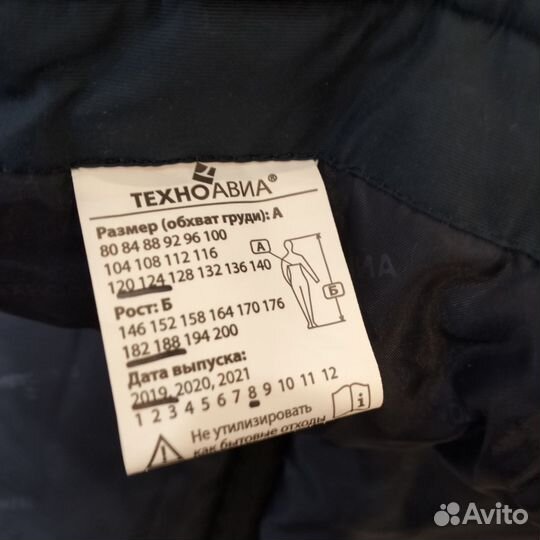 ТЕХНОАВИА®
Размер (обхват груди): А
80 84 88 92 96 100
104 108 112 116
120 124 128 132 136 140
Рост: Б
146 152 158 164 170 176
182 188 194 200
Дата выпуска:
2019, 2020, 2021
1 2 3 4 5 6 7 8 9 10 11 12
Не утилизировать
как бытовые отходы
А
Б
i
Avito